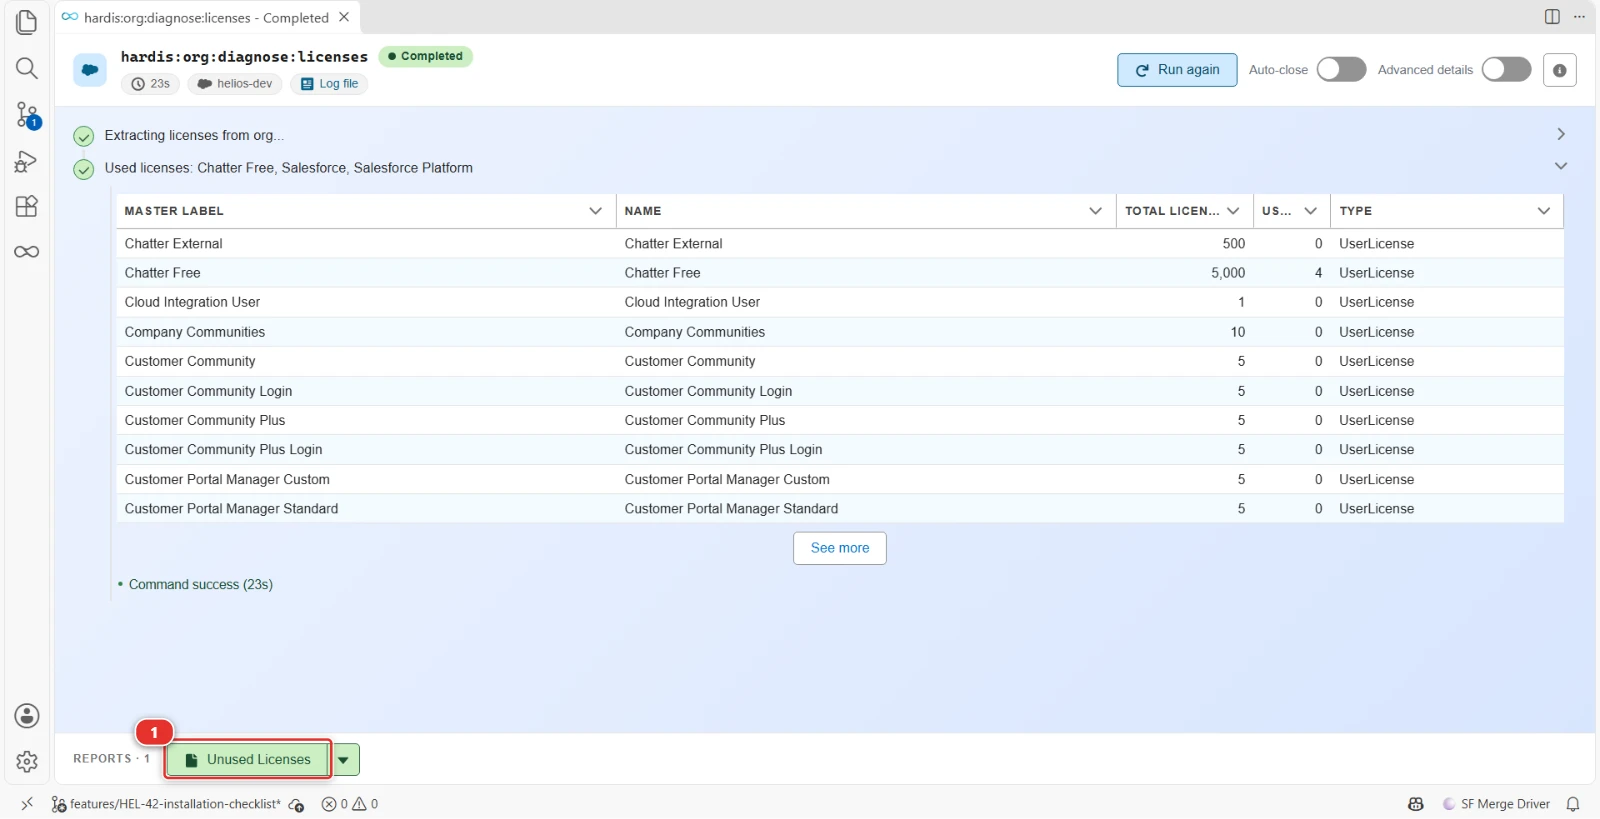 hardis:org:diagnose:licenses - Completed
hardis:org:diagnose:licenses
Completed
23s
helios-dev
Log file
Run again
Auto-close
Advanced details
1
Extracting licenses from org...
Used licenses: Chatter Free, Salesforce, Salesforce Platform
MASTER LABEL NAME TOTAL LICEN... US... TYPE
Chatter External Chatter External 500 0 UserLicense
Chatter Free Chatter Free 5,000 4 UserLicense
Cloud Integration User Cloud Integration User 1 0 UserLicense
Company Communities Company Communities 10 0 UserLicense
Customer Community Customer Community 5 0 UserLicense
Customer Community Login Customer Community Login 5 0 UserLicense
Customer Community Plus Customer Community Plus 5 0 UserLicense
Customer Community Plus Login Customer Community Plus Login 5 0 UserLicense
Customer Portal Manager Custom Customer Portal Manager Custom 5 0 UserLicense
Customer Portal Manager Standard Customer Portal Manager Standard 5 0 UserLicense
See more
• Command success (23s)
1
REPORTS · 1
Unused Licenses
features/HEL-42-installation-checklist*
0 0
SF Merge Driver